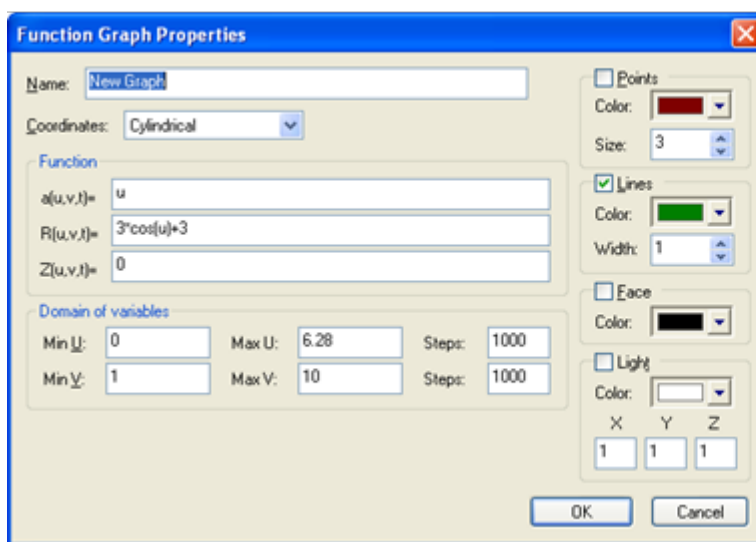 Function Graph Properties
Name: New Graph
Coordinates: Cylindrical
Function
a(u,v,t)= u
R(u,v,t)= 3*cos(u)+3
Z(u,v,t)= 0
Domain of variables
Min U: 0 Max U: 6.28 Steps: 1000
Min V: 1 Max V: 10 Steps: 1000
Points
Color:
Size: 3
Lines
Color:
Width: 1
Face
Color:
Light
Color:
X Y Z
1 1 1
OK Cancel